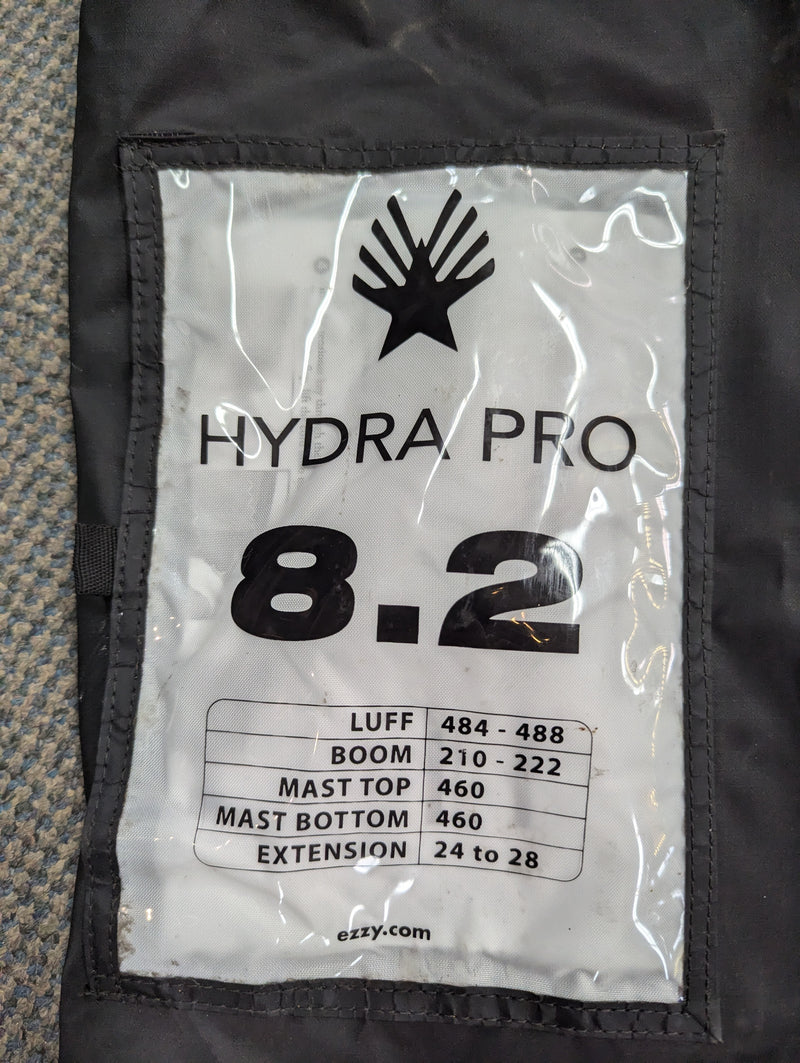 HYDRA PRO
8.2
LUFF 484 - 488
BOOM 210 - 222
MAST TOP 460
MAST BOTTOM 460
EXTENSION 24 to 28
ezzy.com